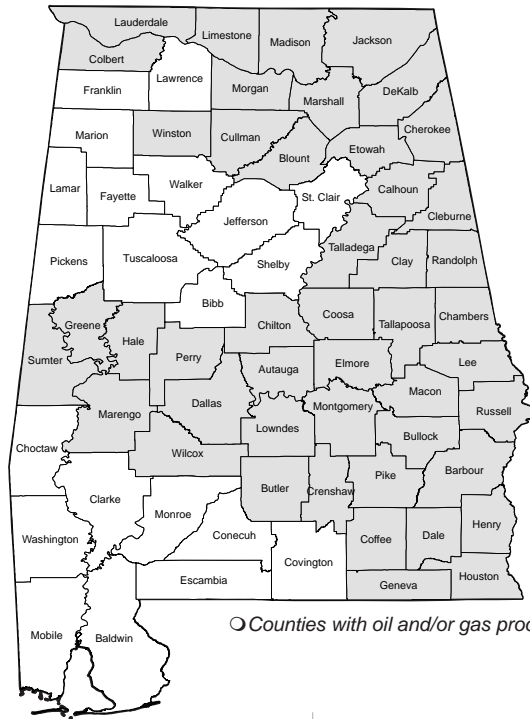 Lauderdale
Limestone
Madison
Jackson
Colbert
Lawrence
Franklin
Morgan
Marshall
DeKalb
Marion
Winston
Cullman
Cherokee
Blount
Etowah
Lamar
Fayette
Walker
St. Clair
Calhoun
Jefferson
Cleburne
Pickens
Tuscaloosa
Shelby
Talladega
Clay
Randolph
Bibb
Greene
Hale
Chilton
Coosa
Tallapoosa
Chambers
Sumter
Perry
Autauga
Elmore
Lee
Marengo
Dallas
Montgomery
Macon
Russell
Choctaw
Lowndes
Bullock
Wilcox
Barbour
Clarke
Monroe
Butler
Crenshaw
Pike
Washington
Conecuh
Covington
Coffee
Dale
Henry
Escambia
Geneva
Houston
Mobile
Baldwin
Counties with oil and/or gas prod